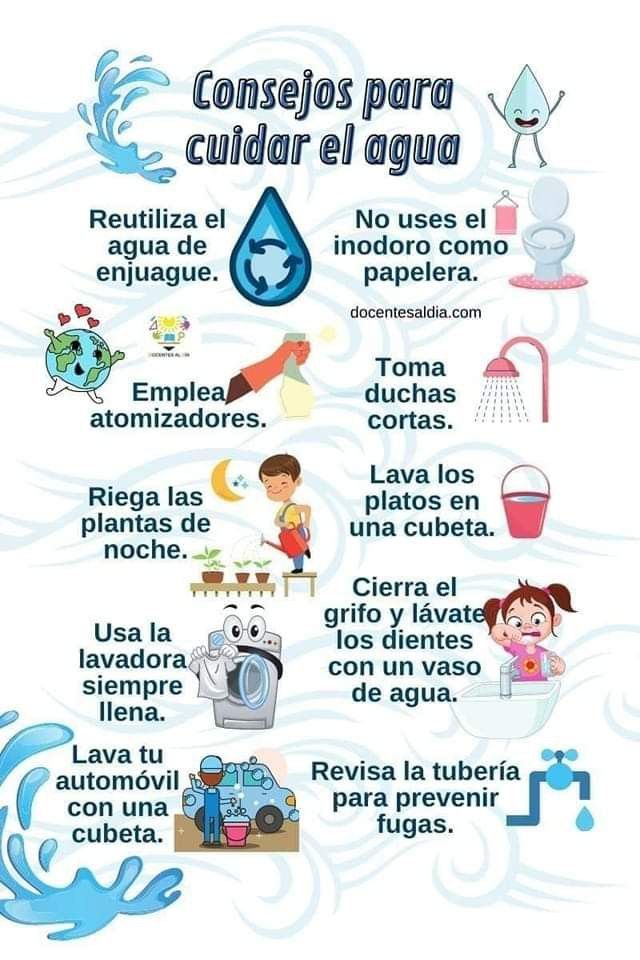 Consejos para
cuidar el agua
Reutiliza el
agua de
enjuague.
No uses el
inodoro como
papelera.
docentesaldia.com
DOCENTES AL DÍA
Emplea
atomizadores.
Toma
duchas
cortas.
Riega las
plantas de
noche.
Lava los
platos en
una cubeta.
Usa la
lavadora
siempre
llena.
Cierra el
grifo y lávate
los dientes
con un vaso
de agua.
Lava tu
automóvil
con una
cubeta.
Revisa la tubería
para prevenir
fugas.